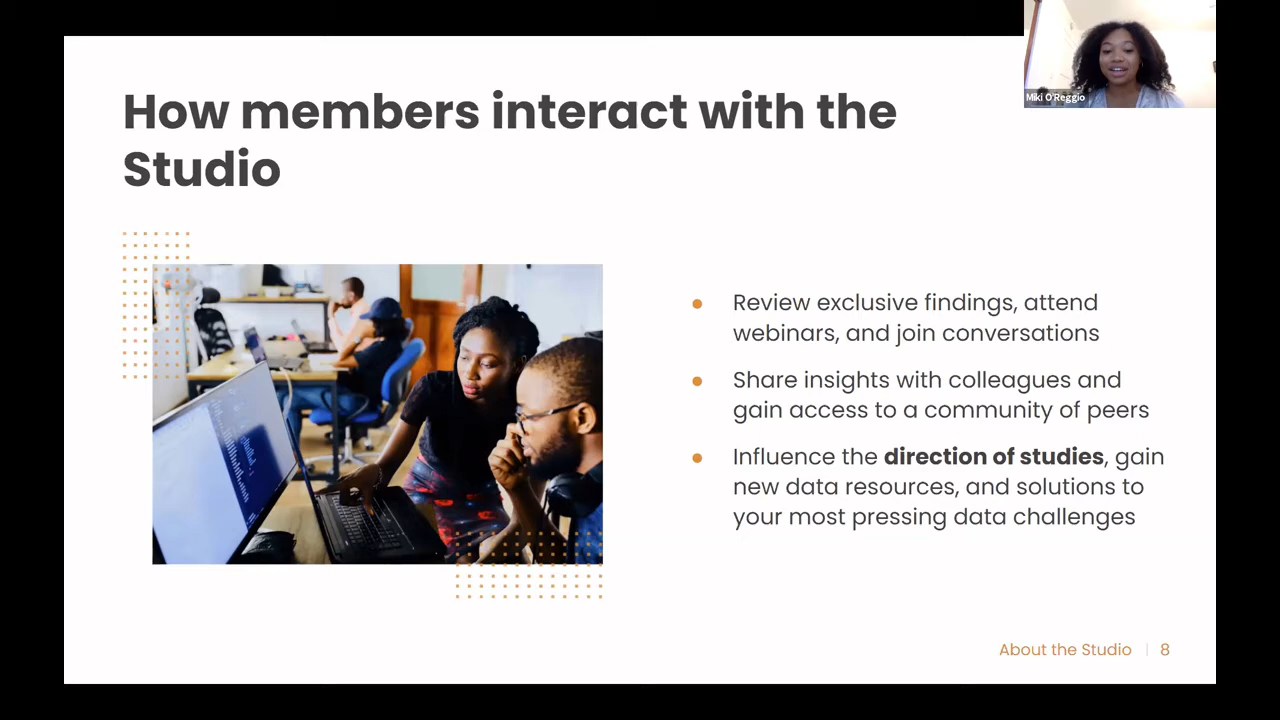 Miki O'Reggio
How members interact with the
Studio
● Review exclusive findings, attend
webinars, and join conversations
● Share insights with colleagues and
gain access to a community of peers
● Influence the direction of studies, gain
new data resources, and solutions to
your most pressing data challenges
About the Studio | 8